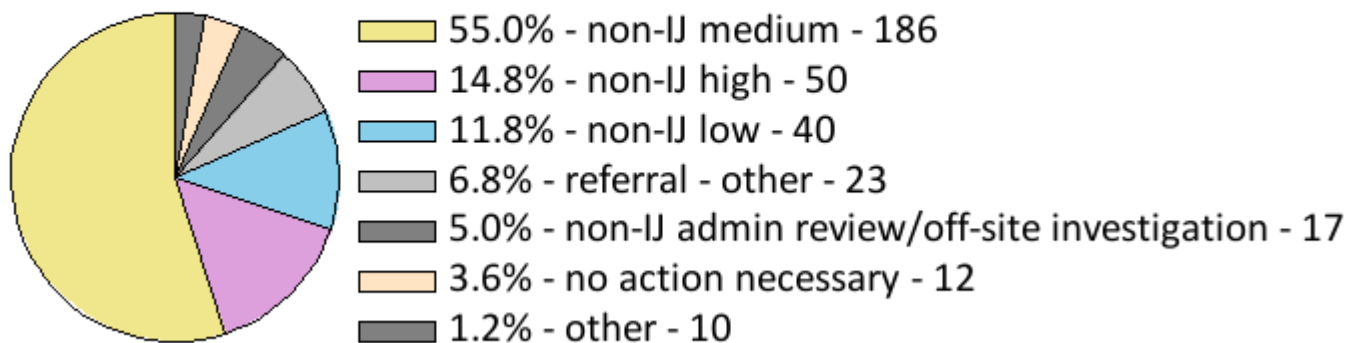 55.0% - non-IJ medium - 186
14.8% - non-IJ high - 50
11.8% - non-IJ low - 40
6.8% - referral - other - 23
5.0% - non-IJ admin review/off-site investigation - 17
3.6% - no action necessary - 12
1.2% - other - 10